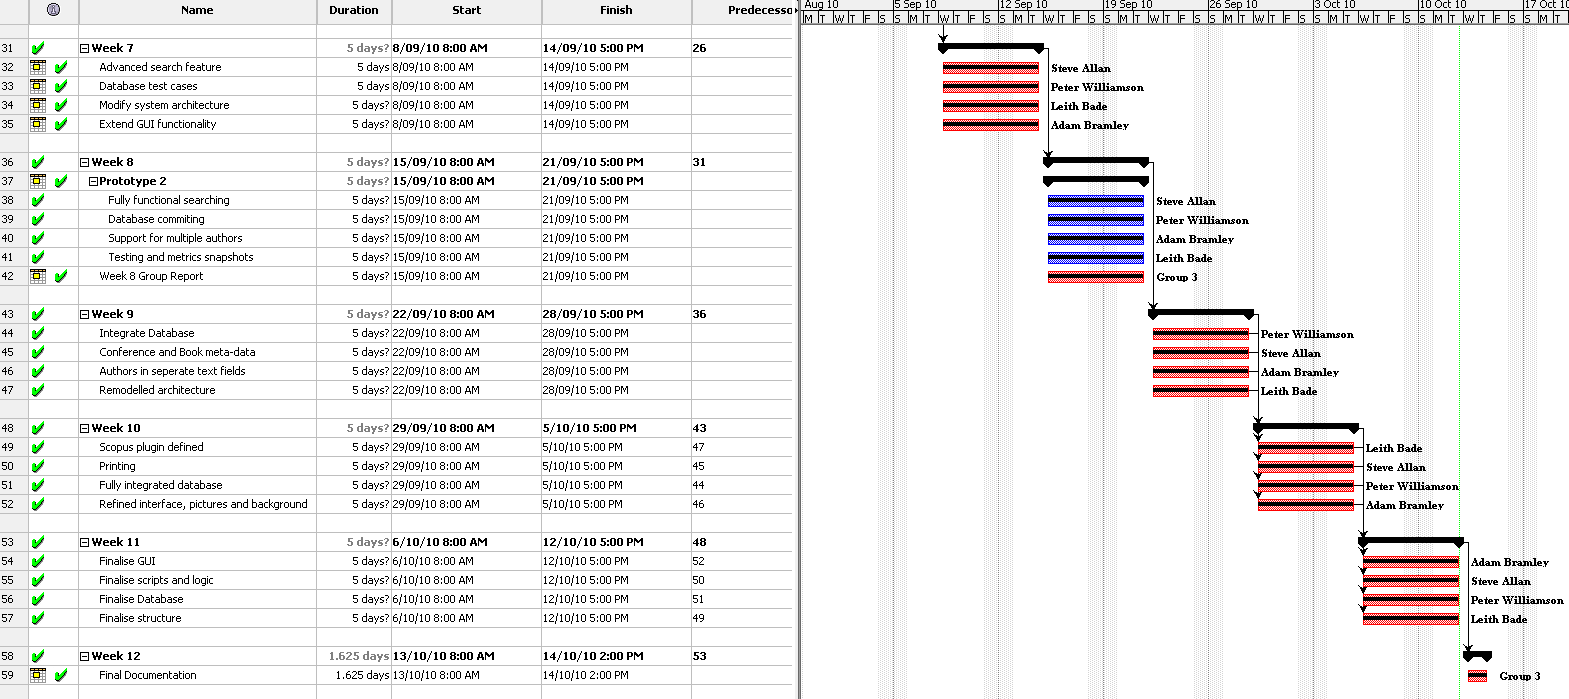 Name Duration Start Finish Predecesso
Aug 10 5 Sep 10 12 Sep 10 19 Sep 10 26 Sep 10 3 Oct 10 10 Oct 10 17 Oct 10
M T W T F S S M T W T F S S M T W T F S S M T W T F S S M T W T F S S M T W T F S S M T W T F S S M T
31 Week 7 5 days? 8/09/10 8:00 AM 14/09/10 5:00 PM 26
32 Advanced search feature 5 days 8/09/10 8:00 AM 14/09/10 5:00 PM Steve Allan
33 Database test cases 5 days 8/09/10 8:00 AM 14/09/10 5:00 PM Peter Williamson
34 Modify system architecture 5 days? 8/09/10 8:00 AM 14/09/10 5:00 PM Leith Bade
35 Extend GUI functionality 5 days? 8/09/10 8:00 AM 14/09/10 5:00 PM Adam Bramley
36 Week 8 5 days? 15/09/10 8:00 AM 21/09/10 5:00 PM 31
37 Prototype 2 5 days? 15/09/10 8:00 AM 21/09/10 5:00 PM
38 Fully functional searching 5 days? 15/09/10 8:00 AM 21/09/10 5:00 PM Steve Allan
39 Database commiting 5 days? 15/09/10 8:00 AM 21/09/10 5:00 PM Peter Williamson
40 Support for multiple authors 5 days? 15/09/10 8:00 AM 21/09/10 5:00 PM Adam Bramley
41 Testing and metrics snapshots 5 days? 15/09/10 8:00 AM 21/09/10 5:00 PM Leith Bade
42 Week 8 Group Report 5 days? 15/09/10 8:00 AM 21/09/10 5:00 PM Group 3
43 Week 9 5 days? 22/09/10 8:00 AM 28/09/10 5:00 PM 36
44 Integrate Database 5 days? 22/09/10 8:00 AM 28/09/10 5:00 PM Peter Williamson
45 Conference and Book meta-data 5 days? 22/09/10 8:00 AM 28/09/10 5:00 PM Steve Allan
46 Authors in seperate text fields 5 days? 22/09/10 8:00 AM 28/09/10 5:00 PM Adam Bramley
47 Remodelled architecture 5 days? 22/09/10 8:00 AM 28/09/10 5:00 PM Leith Bade
48 Week 10 5 days? 29/09/10 8:00 AM 5/10/10 5:00 PM 43
49 Scopus plugin defined 5 days? 29/09/10 8:00 AM 5/10/10 5:00 PM 47 Leith Bade
50 Printing 5 days? 29/09/10 8:00 AM 5/10/10 5:00 PM 45 Steve Allan
51 Fully integrated database 5 days? 29/09/10 8:00 AM 5/10/10 5:00 PM 44 Peter Williamson
52 Refined interface, pictures and background 5 days? 29/09/10 8:00 AM 5/10/10 5:00 PM 46 Adam Bramley
53 Week 11 5 days? 6/10/10 8:00 AM 12/10/10 5:00 PM 48
54 Finalise GUI 5 days? 6/10/10 8:00 AM 12/10/10 5:00 PM 52 Adam Bramley
55 Finalise scripts and logic 5 days? 6/10/10 8:00 AM 12/10/10 5:00 PM 50 Steve Allan
56 Finalise Database 5 days? 6/10/10 8:00 AM 12/10/10 5:00 PM 51 Peter Williamson
57 Finalise structure 5 days? 6/10/10 8:00 AM 12/10/10 5:00 PM 49 Leith Bade
58 Week 12 1.625 days 13/10/10 8:00 AM 14/10/10 2:00 PM 53
59 Final Documentation 1.625 days 13/10/10 8:00 AM 14/10/10 2:00 PM Group 3